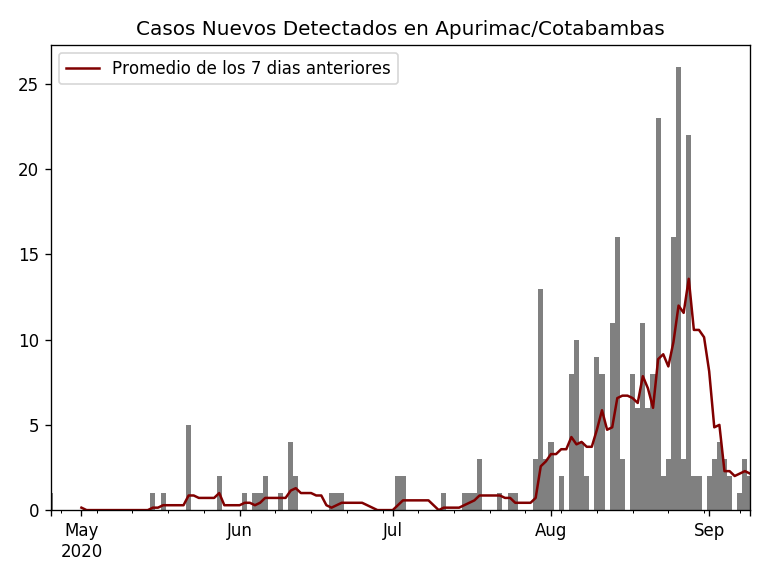 Casos Nuevos Detectados en Apurimac/Cotabambas
Promedio de los 7 dias anteriores
25
20
15
10
5
0
May Jun Jul Aug Sep
2020